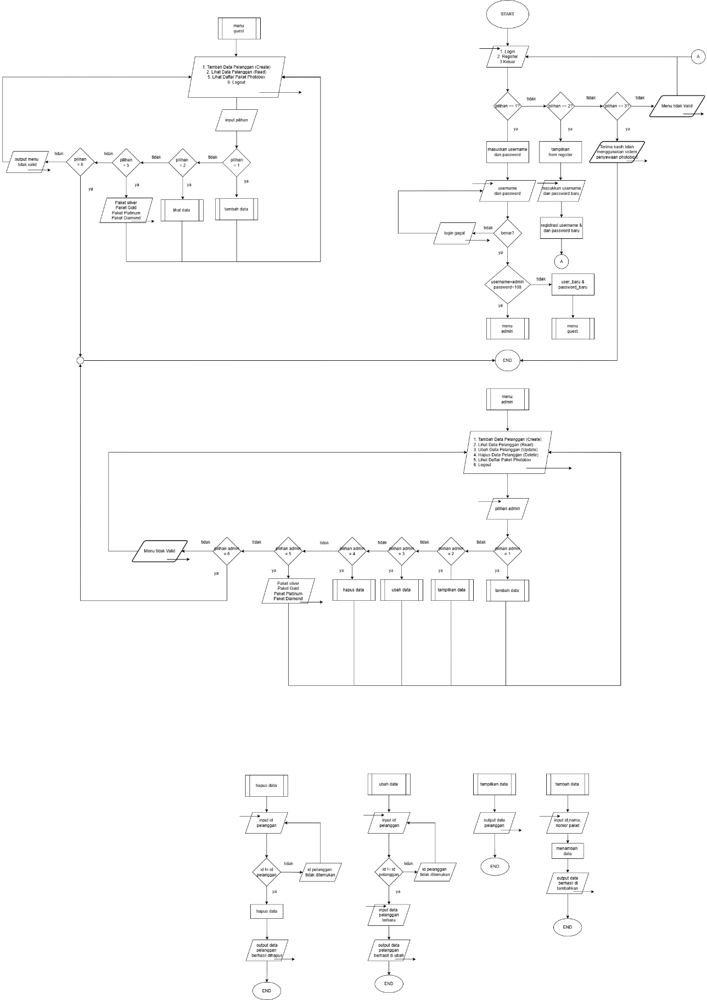 START
menu
guest
1. Login
2. Register
3.Keluar
A
1. Tambah Data Pelanggan (Create)
2. Lihat Data Pelanggan (Read)
5. Lihat Daftar Paket Photobox
6. Logout
pilihan == 1?
tidak
pilihan == 2?
tidak
pilihan == 3?
tidak
Menu tidak Valid
input pilihan
ya
ya
ya
masukkan username
dan password
tampilkan
from register
Terima kasih telah
menggunakan sistem
penyewaan photobox!
output menu
tidak valid
tidak
pilihan
= 6
tidak
pilihan
= 5
tidak
pilihan
= 2
tidak
pilihan
= 1
ya
ya
ya
ya
username
dan password
masukkan username
dan password baru
Paket silver
Paket Gold
Paket Platinum
Paket Diamond
lihat data
tambah data
login gagal
tidak
benar?
registrasi username &
dan password baru
ya
A
username=admin
password=108
tidak
user_baru &
password_baru
ya
menu
admin
menu
guest
END
menu
admin
1. Tambah Data Pelanggan (Create)
2. Lihat Data Pelanggan (Read)
3. Ubah Data Pelanggan (Update)
4. Hapus Data Pelanggan (Delete)
5. Lihat Daftar Paket Photobox
6. Logout
pilihan admin
Menu tidak Valid
tidak
pilihan admin
= 6
tidak
pilihan admin
= 5
tidak
pilihan admin
= 4
tidak
pilihan admin
= 3
tidak
pilihan admin
= 2
tidak
pilihan admin
= 1
ya
ya
ya
ya
ya
ya
Paket silver
Paket Gold
Paket Platinum
Paket Diamond
hapus data
ubah data
tampilkan data
tambah data
hapus data
ubah data
tampilkan data
tambah data
input id
pelanggan
input id
pelanggan
output data
pelanggan
input id,nama,
nomor paket
menambah
data
id != id
pelanggan
tidak
id pelanggan
tidak ditemukan
id != id
pelanggan
tidak
id pelanggan
tidak ditemukan
END
output data
berhasil di
tambahkan
ya
ya
hapus data
input data
pelanggan
terbaru
END
output data
pelanggan
berhasil dihapus
output data
pelanggan
berhasil di ubah
END
END